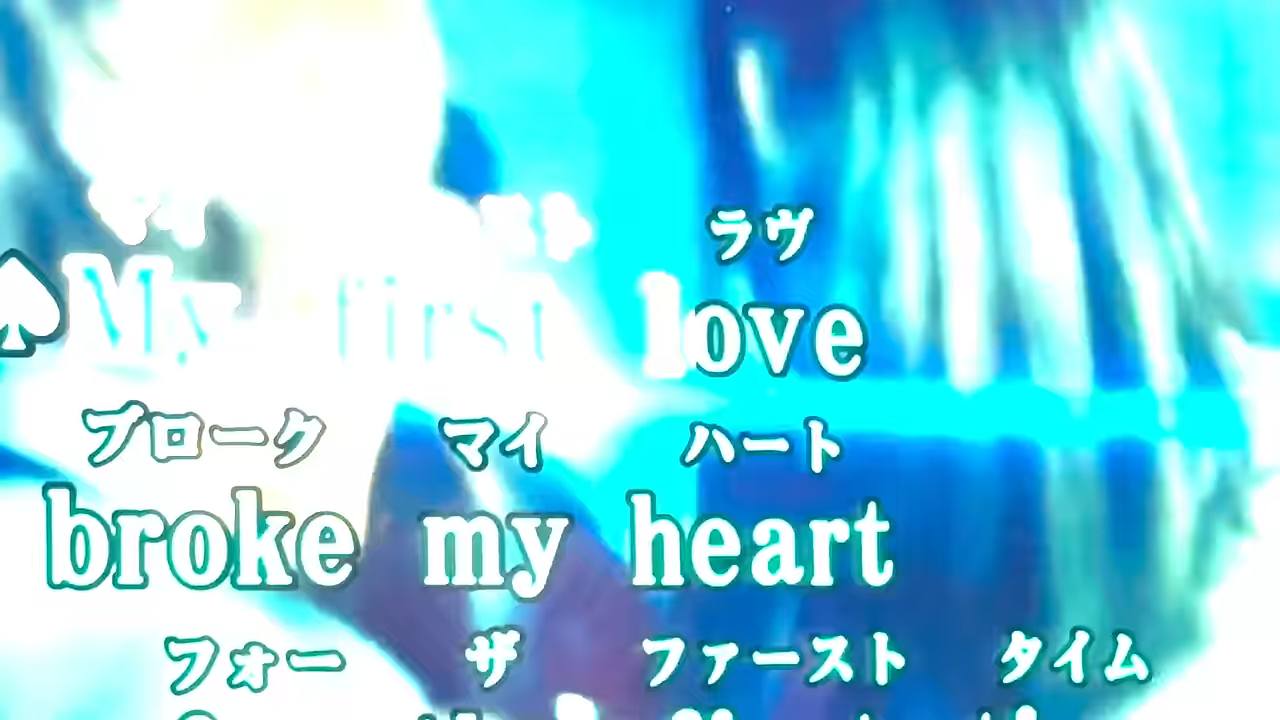 ラヴ
♠My first love
ブローク マイ ハート
broke my heart
フォー ザ ファースト タイム